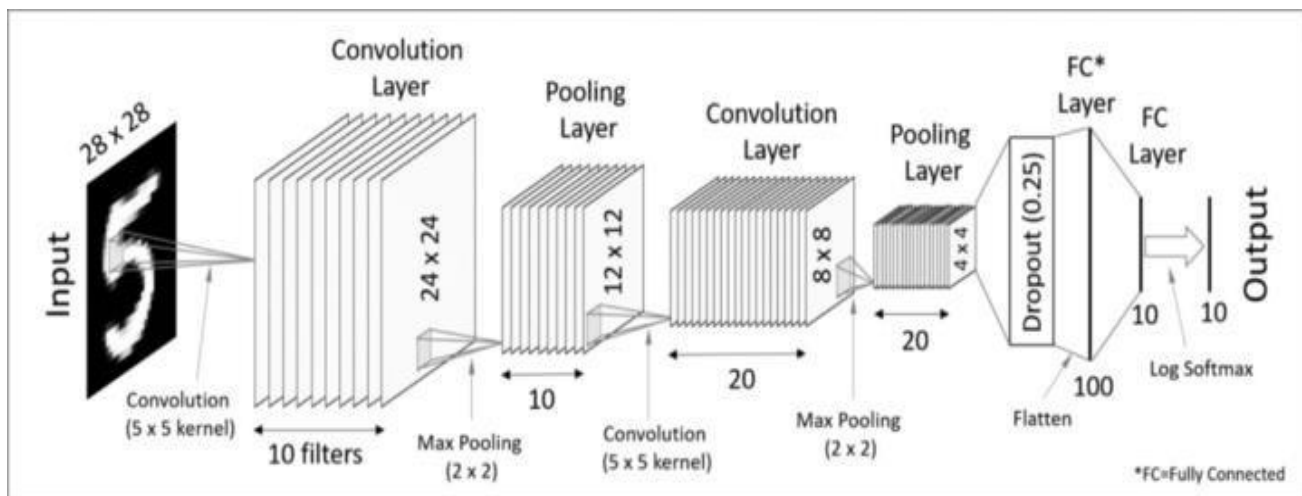 Input
28 x 28
Convolution
(5 x 5 kernel)
Convolution
Layer
24 x 24
10 filters
Max Pooling
(2 x 2)
Pooling
Layer
12 x 12
10
Convolution
(5 x 5 kernel)
Convolution
Layer
8 x 8
20
Max Pooling
(2 x 2)
Pooling
Layer
4 x 4
20
Dropout (0.25)
Flatten
FC*
Layer
100
FC
Layer
10
Log Softmax
10
Output
*FC=Fully Connected